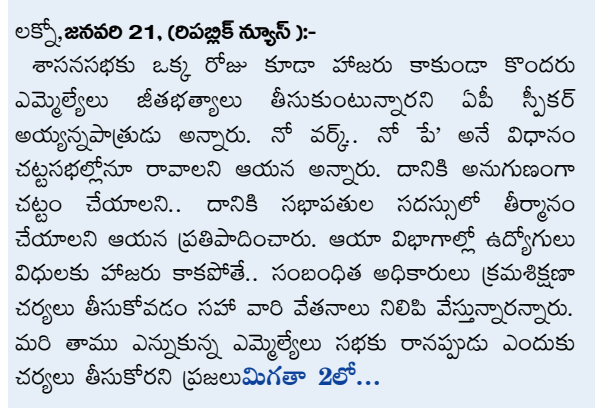 లక్నో,జనవరి 21, (రిపబ్లిక్ న్యూస్ ):-
శాసనసభకు ఒక్క రోజు కూడా హాజరు కాకుండా కొందరు
ఎమ్మెల్యేలు జీతభత్యాలు తీసుకుంటున్నారని ఏపీ స్పీకర్
అయ్యన్నపాత్రుడు అన్నారు. నో వర్క్.. నో పే' అనే విధానం
చట్టసభల్లోనూ రావాలని ఆయన అన్నారు. దానికి అనుగుణంగా
చట్టం చేయాలని.. దానికి సభాపతుల సదస్సులో తీర్మానం
చేయాలని ఆయన ప్రతిపాదించారు. ఆయా విభాగాల్లో ఉద్యోగులు
విధులకు హాజరు కాకపోతే.. సంబంధిత అధికారులు క్రమశిక్షణా
చర్యలు తీసుకోవడం సహా వారి వేతనాలు నిలిపి వేస్తున్నారన్నారు.
మరి తాము ఎన్నుకున్న ఎమ్మెల్యేలు సభకు రానప్పుడు ఎందుకు
చర్యలు తీసుకోరని ప్రజలుమిగతా 2లో...